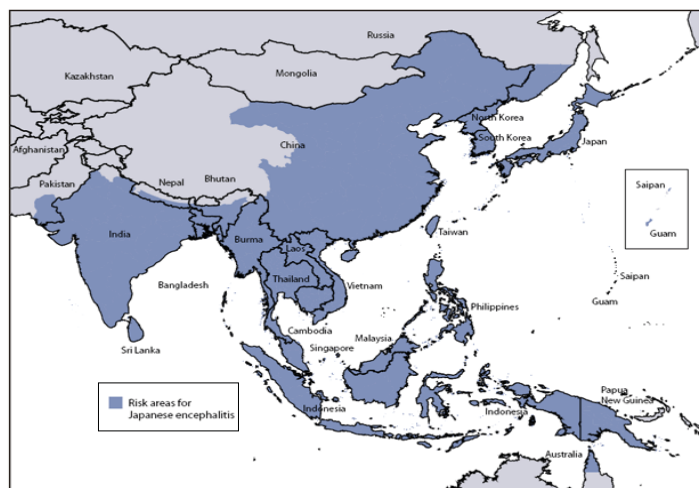 Russia
Kazakhstan
Mongolia
North Korea
South Korea
Japan
China
Afghanistan
Pakistan
Nepal
Bhutan
Saipan
Guam
India
Burma
Laos
Taiwan
Thailand
Vietnam
Bangladesh
Saipan
Guam
Philippines
Cambodia
Malaysia
Singapore
Sri Lanka
Risk areas for
Japanese encephalitis
Indonesia
Indonesia
Papua
New Guinea
Australia